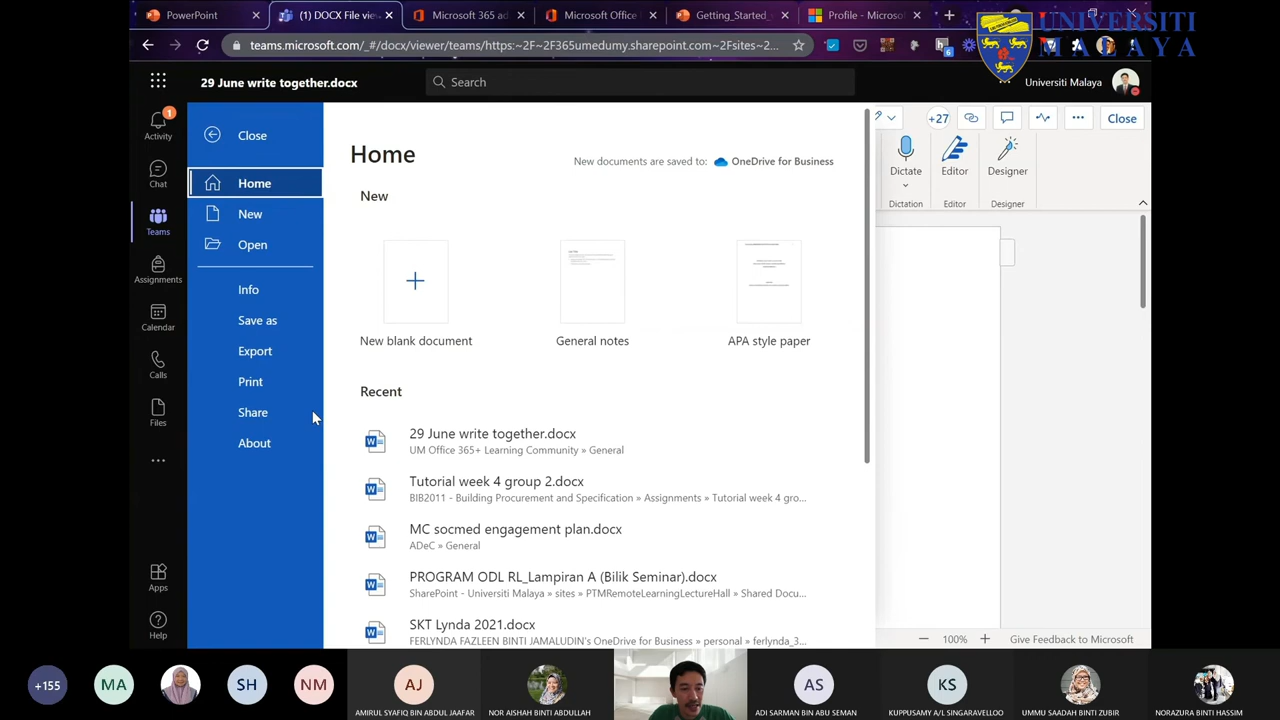 PowerPoint
(1) DOCX File vie
Microsoft 365 ad
Microsoft Office
Getting_Started_
Profile - Microso
UNIVERSITI
MALAYA
teams.microsoft.com/_#/docx/viewer/teams/https:~2F~2F365umedumy.sharepoint.com~2Fsites~2...
6
29 June write together.docx
Search
Universiti Malaya
1
Activity
Chat
Teams
Assignments
Calendar
Calls
Files
Apps
Help
Close
Home
New
Open
Info
Save as
Export
Print
Share
About
Home
New documents are saved to: OneDrive for Business
New
New blank document
General notes
APA style paper
Recent
29 June write together.docx
UM Office 365+ Learning Community » General
Tutorial week 4 group 2.docx
BIB2011 - Building Procurement and Specification » Assignments » Tutorial week 4 gro...
MC socmed engagement plan.docx
ADeC » General
PROGRAM ODL RL_Lampiran A (Bilik Seminar).docx
SharePoint - Universiti Malaya » sites » PTMRemoteLearningLectureHall » Shared Docu...
SKT Lynda 2021.docx
FERLYNDA FAZLEEN BINTI JAMALUDIN's OneDrive for Business » personal » ferlynda_3...
+27
Close
Dictate
Editor
Designer
Dictation
Editor
Designer
100%
Give Feedback to Microsoft
+155
MA
SH
NM
AJ
AMIRUL SYAFIQ BIN ABDUL JAAFAR
NOR AISHAH BINTI ABDULLAH
AS
ADI SARMAN BIN ABU SEMAN
KS
KUPPUSAMY A/L SINGARAVELLOO
UMMU SAADAH BINTI ZUBIR
NORAZURA BINTI HASSIM